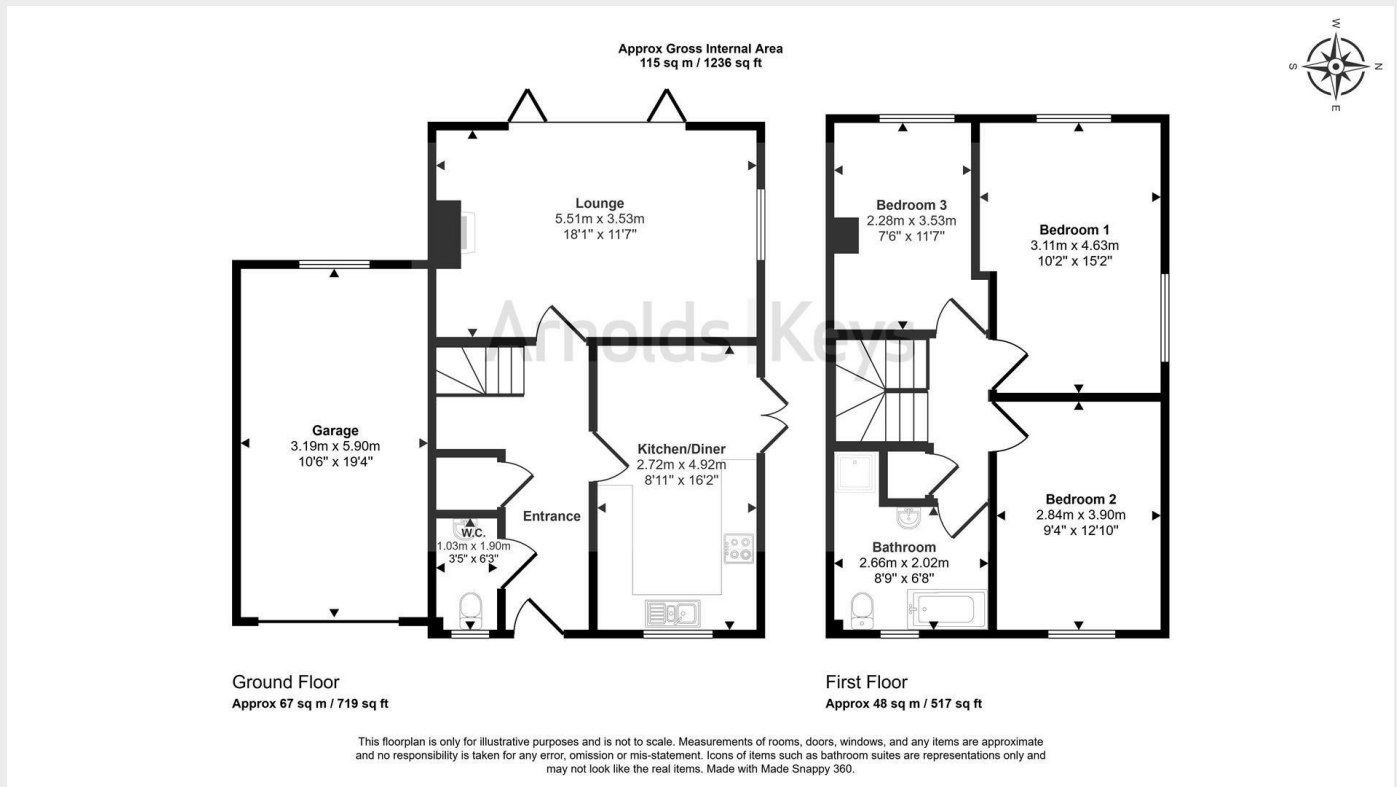 Approx Gross Internal Area
115 sq m / 1236 sq ft
W
S
N
E
Lounge
5.51m x 3.53m
18'1" x 11'7"
Garage
3.19m x 5.90m
10'6" x 19'4"
Kitchen/Diner
2.72m x 4.92m
8'11" x 16'2"
Entrance
W.C.
1.03m x 1.90m
3'5" x 6'3"
Bedroom 3
2.28m x 3.53m
7'6" x 11'7"
Bedroom 1
3.11m x 4.63m
10'2" x 15'2"
Bedroom 2
2.84m x 3.90m
9'4" x 12'10"
Bathroom
2.66m x 2.02m
8'9" x 6'8"
Arnolds|Keys
Ground Floor
Approx 67 sq m / 719 sq ft
First Floor
Approx 48 sq m / 517 sq ft
This floorplan is only for illustrative purposes and is not to scale. Measurements of rooms, doors, windows, and any items are approximate
and no responsibility is taken for any error, omission or mis-statement. Icons of items such as bathroom suites are representations only and
may not look like the real items. Made with Made Snappy 360.